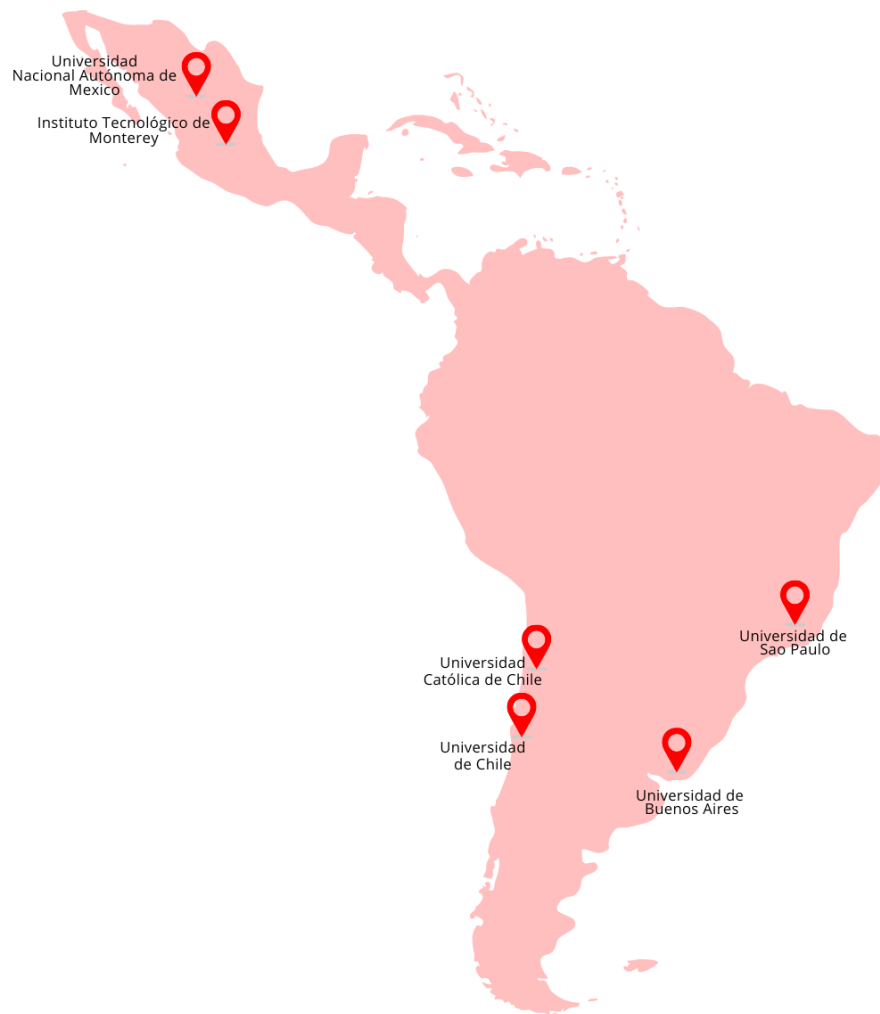 Universidad
Nacional Autónoma de
Mexico
Instituto Tecnológico de
Monterey
Universidad de
Sao Paulo
Universidad
Católica de Chile
Universidad
de Chile
Universidad de
Buenos Aires